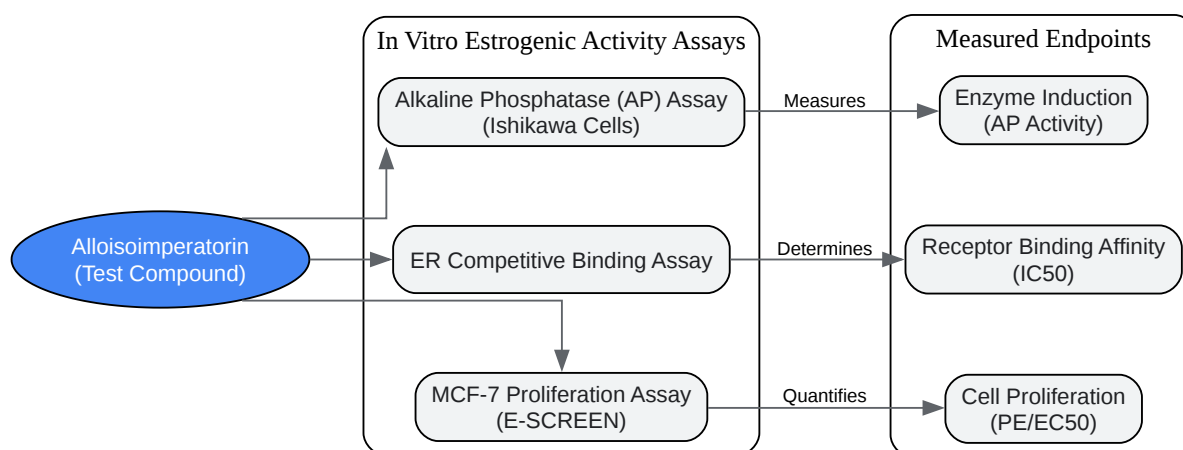 In Vitro Estrogenic Activity Assays
Measured Endpoints
Alkaline Phosphatase (AP) Assay
(Ishikawa Cells)
Measures
Enzyme Induction
(AP Activity)
Alloisoimperatorin
(Test Compound)
ER Competitive Binding Assay
Determines
Receptor Binding Affinity
(IC50)
MCF-7 Proliferation Assay
(E-SCREEN)
Quantifies
Cell Proliferation
(PE/EC50)